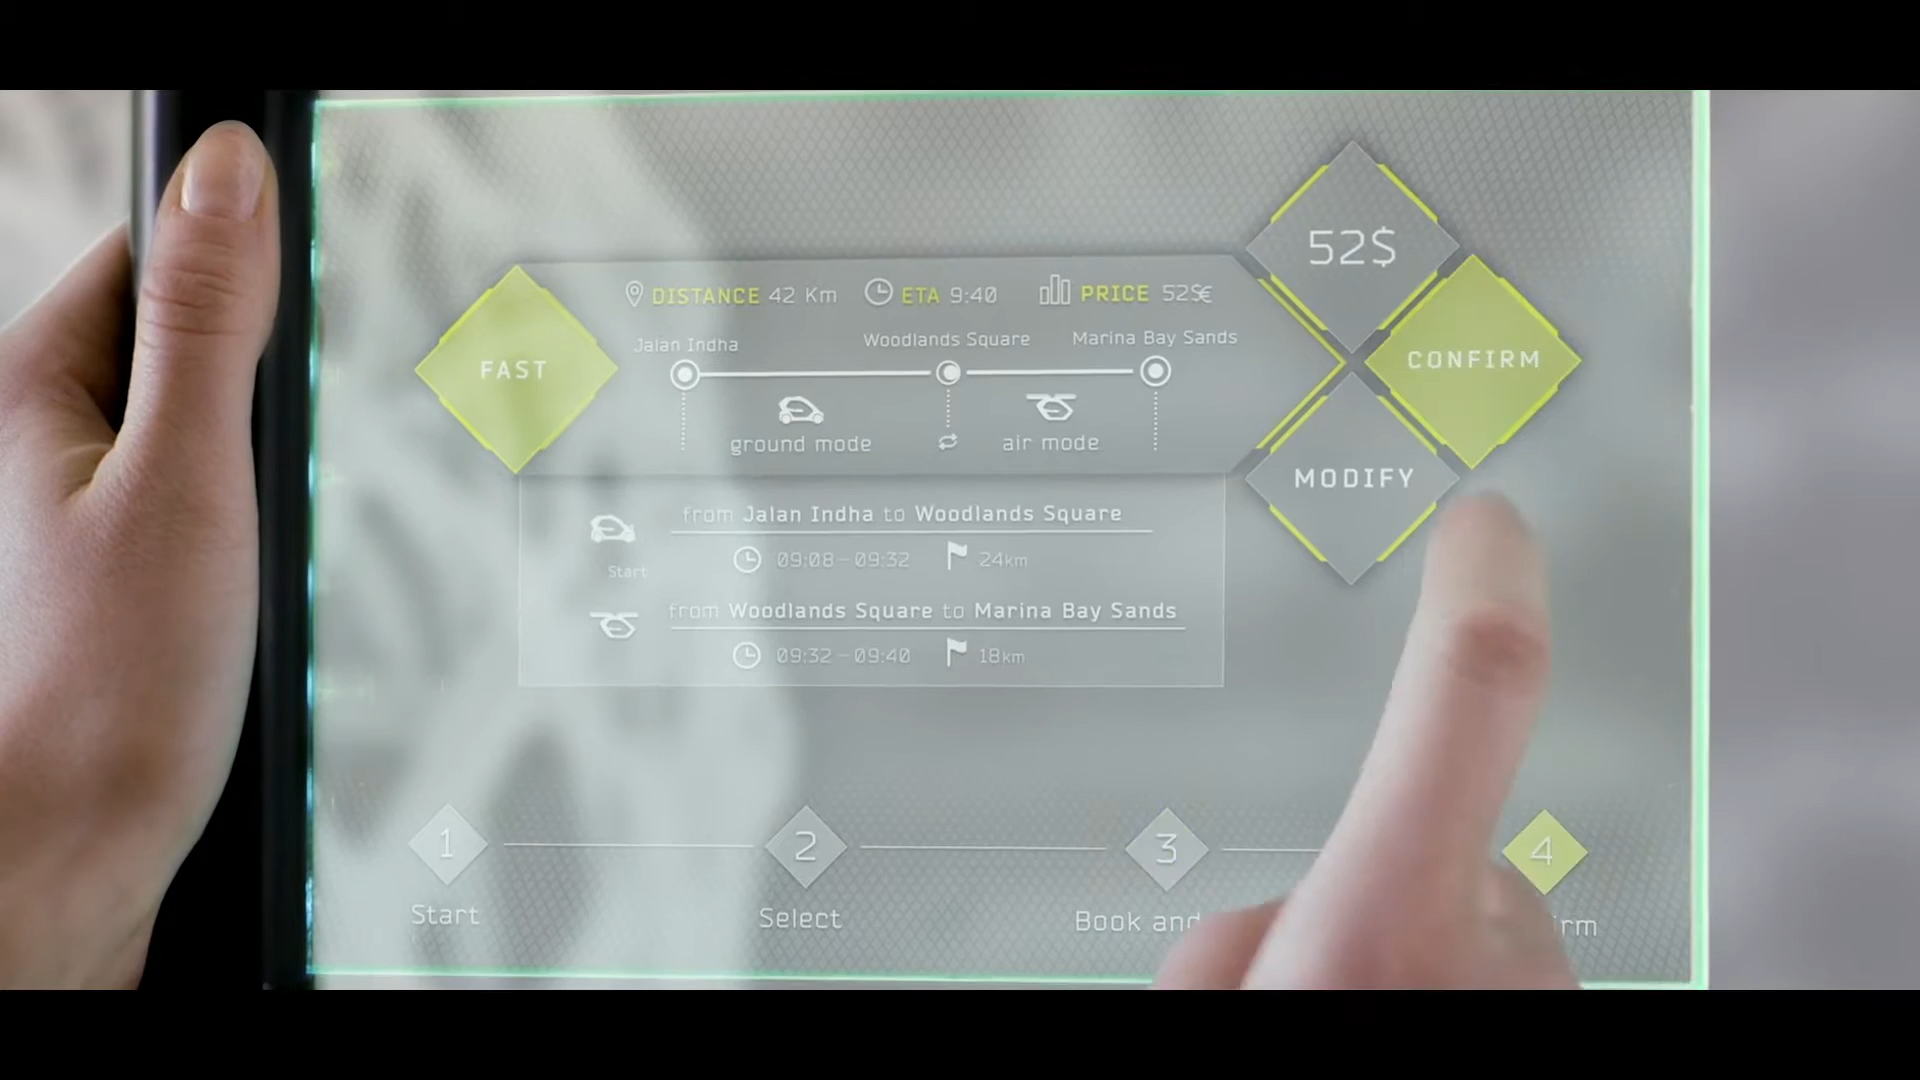 52$
DISTANCE 42 Km ETA 9:40 PRICE 52$€
Jalan Indha Woodlands Square Marina Bay Sands
FAST
CONFIRM
ground mode air mode
MODIFY
from Jalan Indha to Woodlands Square
09:08 - 09:32 24km
Start
from Woodlands Square to Marina Bay Sands
09:32 - 09:40 18km
1 2 3 4
Start Select Book and